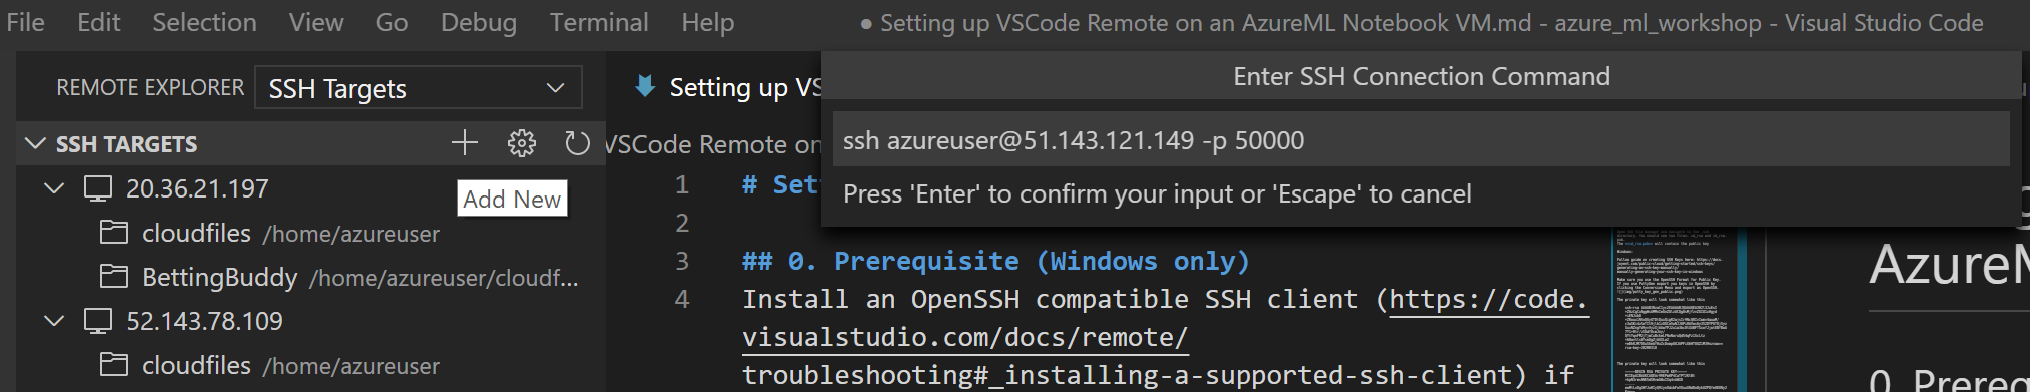 File Edit Selection View Go Debug Terminal Help ● Setting up VSCode Remote on an AzureML Notebook VM.md - azure_ml_workshop - Visual Studio Code
REMOTE EXPLORER SSH Targets
Setting up VS
Enter SSH Connection Command
SSH TARGETS
VSCode Remote on
ssh azureuser@51.143.121.149 -p 50000
20.36.21.197
Add New
1 # Set
Press 'Enter' to confirm your input or 'Escape' to cancel
cloudfiles /home/azureuser
2
BettingBuddy /home/azureuser/cloudf...
3 ## 0. Prerequisite (Windows only)
4 Install an OpenSSH compatible SSH client (https://code.
52.143.78.109
visualstudio.com/docs/remote/
cloudfiles /home/azureuser
troubleshooting#_installing-a-supported-ssh-client) if
AzureM
0. Prereq